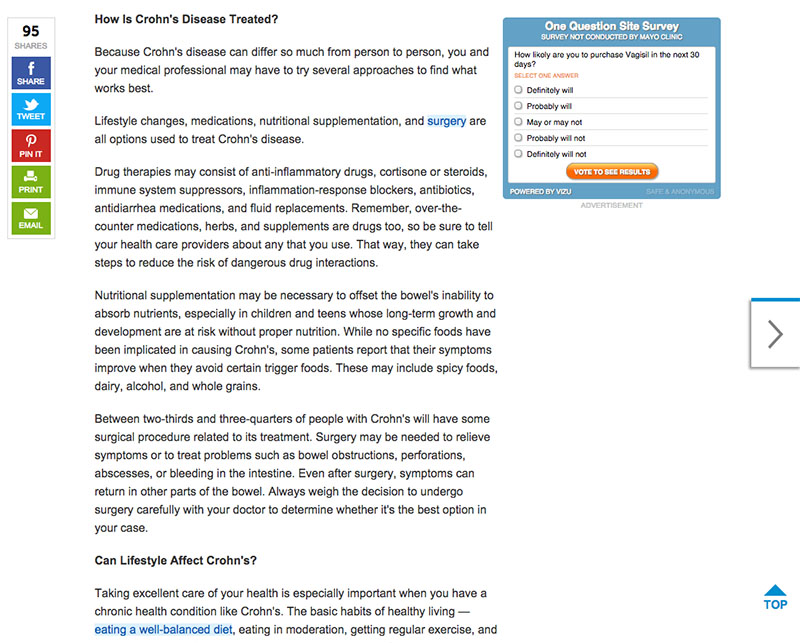 95
SHARES
f
SHARE
TWEET
PIN IT
PRINT
EMAIL
How Is Crohn's Disease Treated?
Because Crohn's disease can differ so much from person to person, you and
your medical professional may have to try several approaches to find what
works best.
Lifestyle changes, medications, nutritional supplementation, and surgery are
all options used to treat Crohn's disease.
Drug therapies may consist of anti-inflammatory drugs, cortisone or steroids,
immune system suppressors, inflammation-response blockers, antibiotics,
antidiarrhea medications, and fluid replacements. Remember, over-the-
counter medications, herbs, and supplements are drugs too, so be sure to tell
your health care providers about any that you use. That way, they can take
steps to reduce the risk of dangerous drug interactions.
Nutritional supplementation may be necessary to offset the bowel's inability to
absorb nutrients, especially in children and teens whose long-term growth and
development are at risk without proper nutrition. While no specific foods have
been implicated in causing Crohn's, some patients report that their symptoms
improve when they avoid certain trigger foods. These may include spicy foods,
dairy, alcohol, and whole grains.
Between two-thirds and three-quarters of people with Crohn's will have some
surgical procedure related to its treatment. Surgery may be needed to relieve
symptoms or to treat problems such as bowel obstructions, perforations,
abscesses, or bleeding in the intestine. Even after surgery, symptoms can
return in other parts of the bowel. Always weigh the decision to undergo
surgery carefully with your doctor to determine whether it's the best option in
your case.
Can Lifestyle Affect Crohn's?
Taking excellent care of your health is especially important when you have a
chronic health condition like Crohn's. The basic habits of healthy living —
eating a well-balanced diet, eating in moderation, getting regular exercise, and
One Question Site Survey
SURVEY NOT CONDUCTED BY MAYO CLINIC
How likely are you to purchase Vagisil in the next 30
days?
SELECT ONE ANSWER
Definitely will
Probably will
May or may not
Probably will not
Definitely will not
VOTE TO SEE RESULTS
POWERED BY VIZU
SAFE & ANONYMOUS
ADVERTISEMENT
TOP